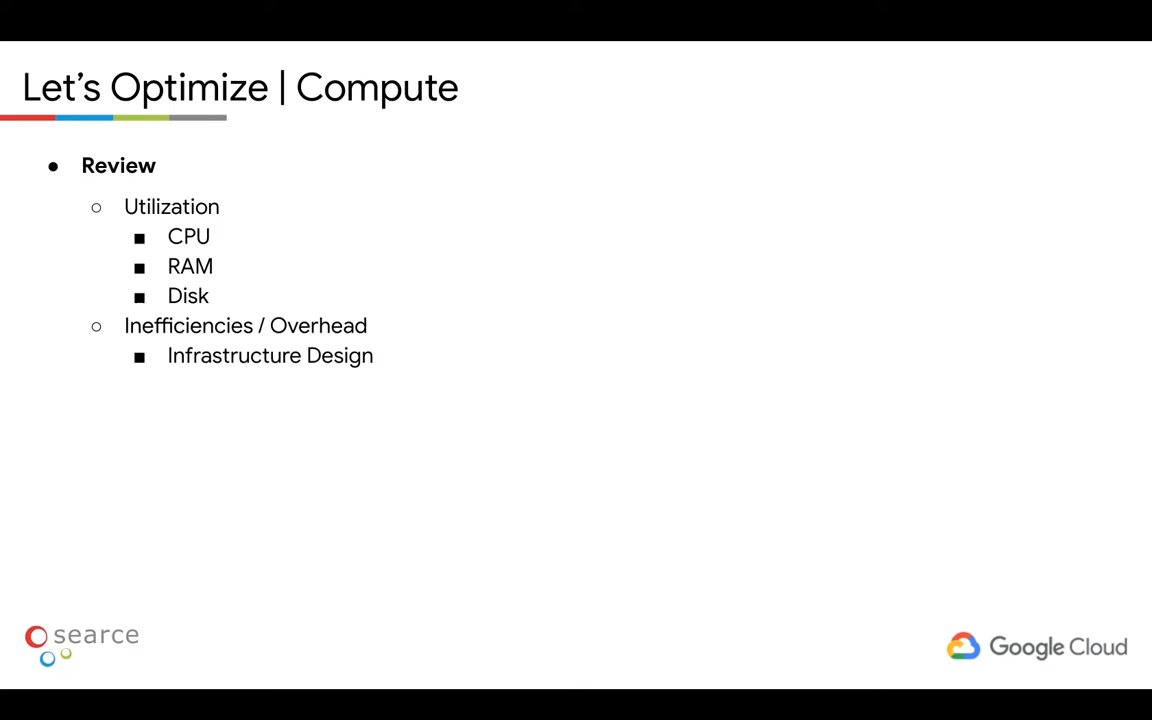 Let's Optimize | Compute
● Review
○ Utilization
■ CPU
■ RAM
■ Disk
○ Inefficiencies / Overhead
■ Infrastructure Design
searce
Google Cloud